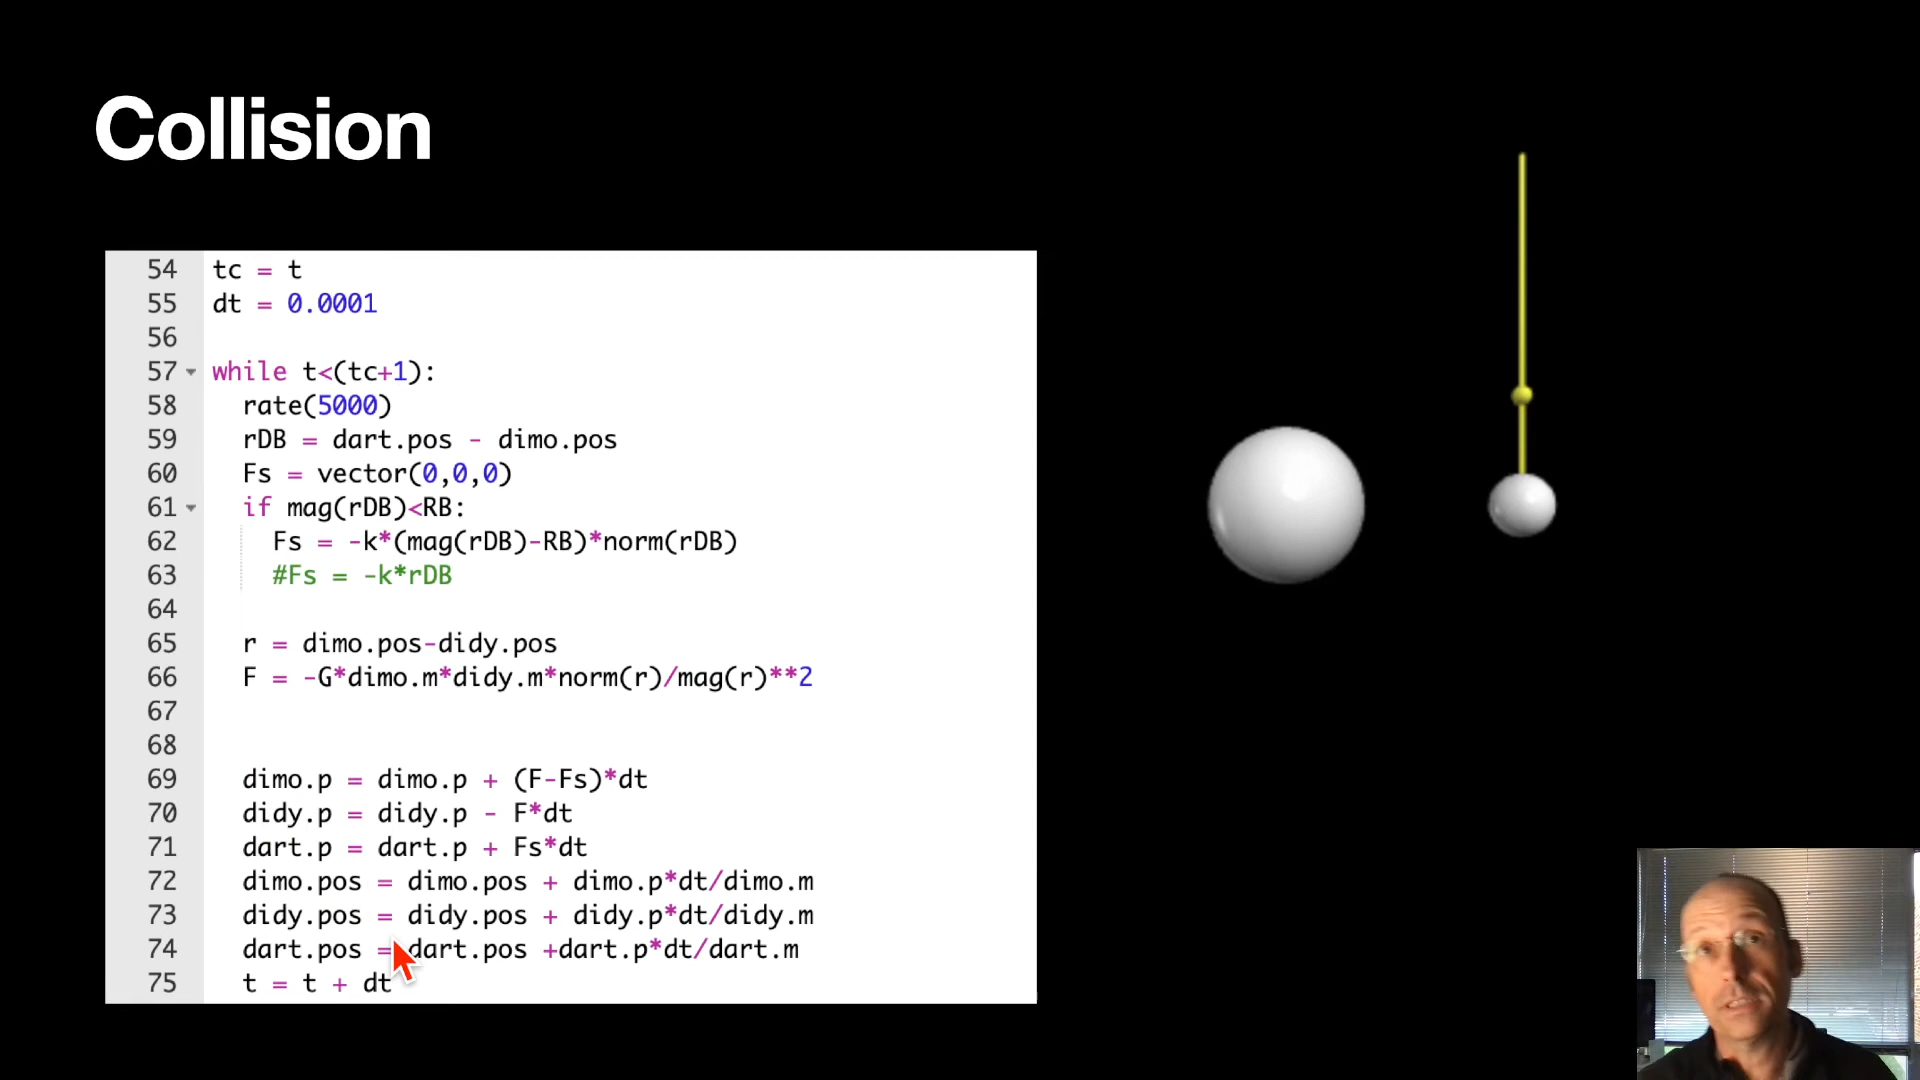 Collision
54 tc = t
55 dt = 0.0001
56
57 while t<(tc+1):
58 rate(5000)
59 rDB = dart.pos - dimo.pos
60 Fs = vector(0,0,0)
61 if mag(rDB)<RB:
62 Fs = -k*(mag(rDB)-RB)*norm(rDB)
63 #Fs = -k*rDB
64
65 r = dimo.pos-didy.pos
66 F = -G*dimo.m*didy.m*norm(r)/mag(r)**2
67
68
69 dimo.p = dimo.p + (F-Fs)*dt
70 didy.p = didy.p - F*dt
71 dart.p = dart.p + Fs*dt
72 dimo.pos = dimo.pos + dimo.p*dt/dimo.m
73 didy.pos = didy.pos + didy.p*dt/didy.m
74 dart.pos = dart.pos +dart.p*dt/dart.m
75 t = t + dt